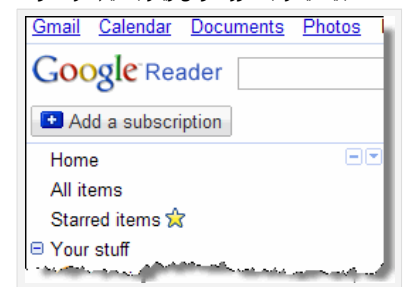 Gmail Calendar Documents Photos
Google Reader
Add a subscription
Home
All items
Starred items
Your stuff